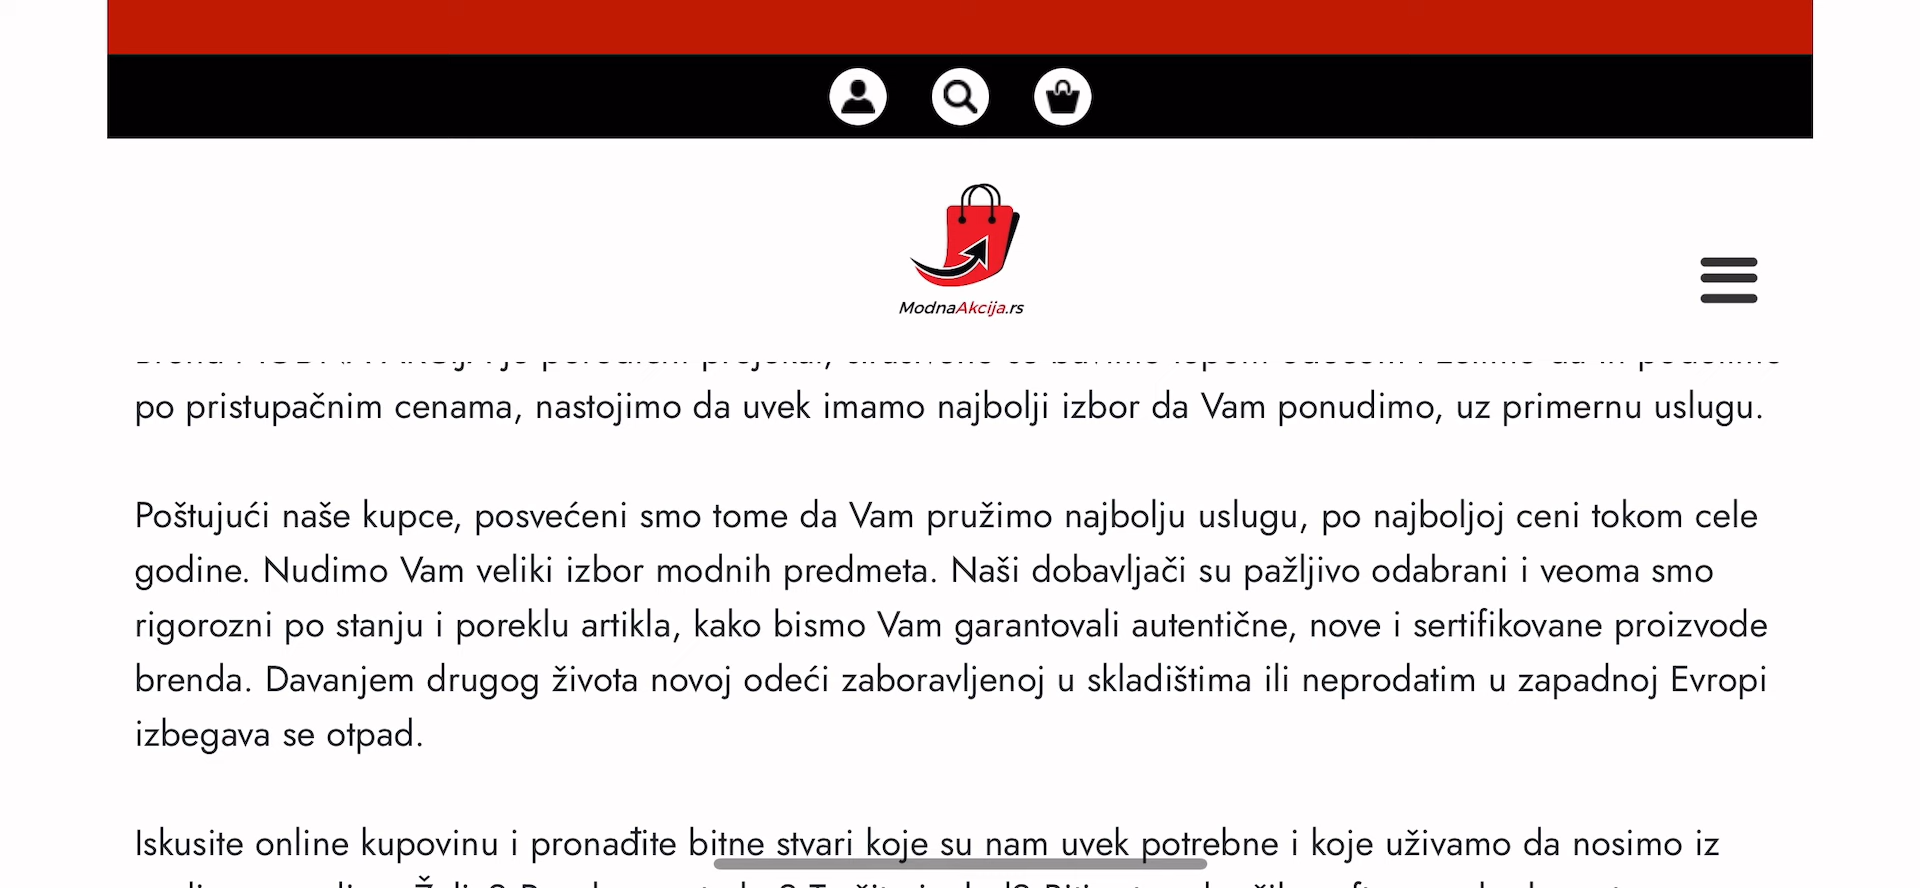 ModnaAkcija.rs
po pristupačnim cenama, nastojimo da uvek imamo najbolji izbor da Vam ponudimo, uz primernu uslugu.
Poštujući naše kupce, posvećeni smo tome da Vam pružimo najbolju uslugu, po najboljoj ceni tokom cele
godine. Nudimo Vam veliki izbor modnih predmeta. Naši dobavljači su pažljivo odabrani i veoma smo
rigorozni po stanju i poreklu artikla, kako bismo Vam garantovali autentične, nove i sertifikovane proizvode
brenda. Davanjem drugog života novoj odeći zaboravljenoj u skladištima ili neprodatim u zapadnoj Evropi
izbegava se otpad.
Iskusite online kupovinu i pronađite bitne stvari koje su nam uvek potrebne i koje uživamo da nosimo iz